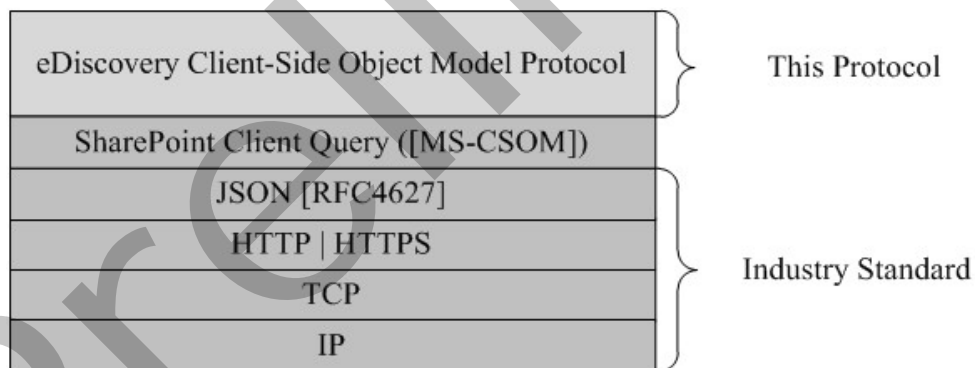 eDiscovery Client-Side Object Model Protocol
This Protocol
SharePoint Client Query ([MS-CSOM])
JSON [RFC4627]
HTTP | HTTPS
Industry Standard
TCP
IP